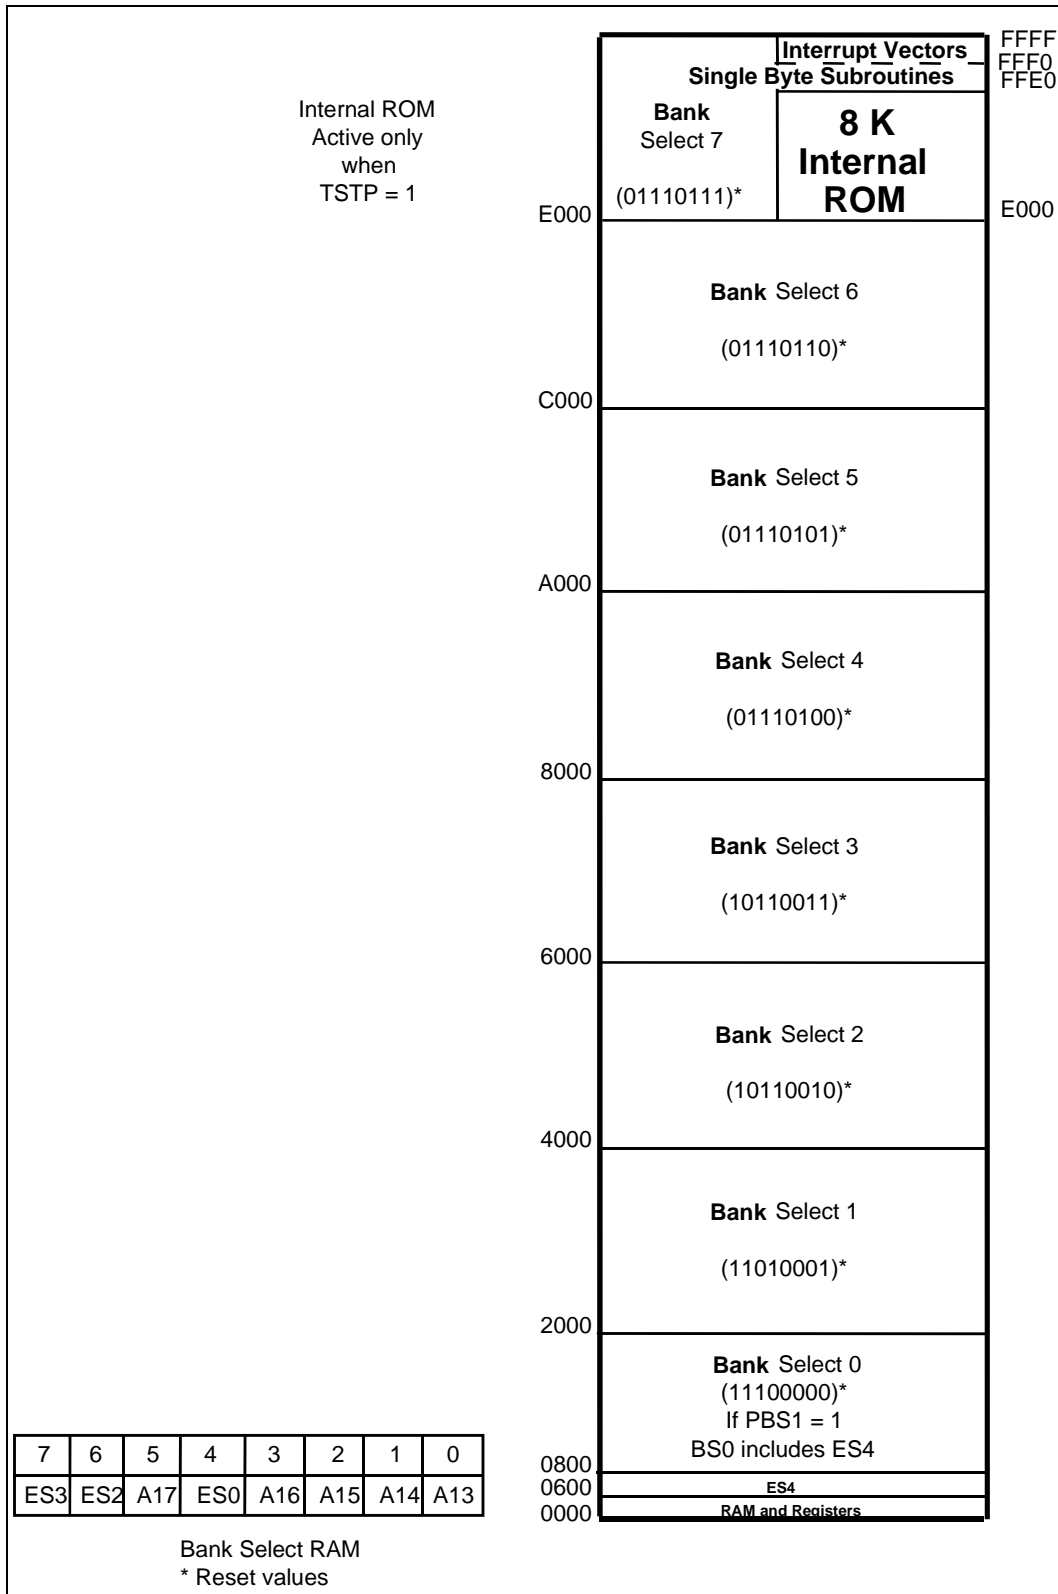 FFFF
Interrupt Vectors
FFF0
Single Byte Subroutines
FFE0
Internal ROM
Active only
when
TSTP = 1
Bank
Select 7
(01110111)*
8 K
Internal
ROM
E000
E000
Bank Select 6
(01110110)*
C000
Bank Select 5
(01110101)*
A000
Bank Select 4
(01110100)*
8000
Bank Select 3
(10110011)*
6000
Bank Select 2
(10110010)*
4000
Bank Select 1
(11010001)*
2000
Bank Select 0
(11100000)*
If PBS1 = 1
BS0 includes ES4
0800
ES4
0600
RAM and Registers
0000
7 6 5 4 3 2 1 0
ES3 ES2 A17 ES0 A16 A15 A14 A13
Bank Select RAM
* Reset values